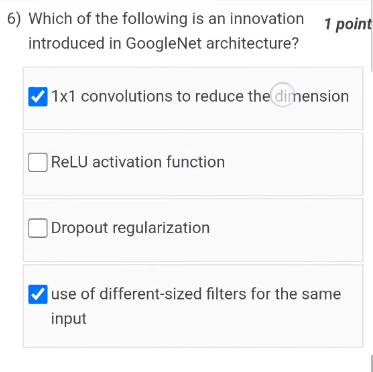 6) Which of the following is an innovation 1 point
introduced in GoogleNet architecture?
1x1 convolutions to reduce the dimension
ReLU activation function
Dropout regularization
use of different-sized filters for the same
input